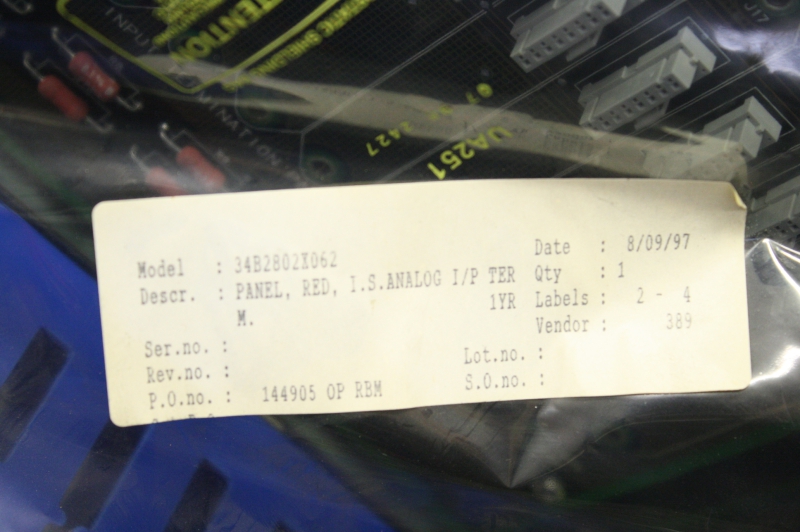 J17
ATTENTION
INPUT
UA251
Model : 34B2802X062
Descr. : PANEL, RED, I.S.ANALOG I/P TER
M. 1YR
Ser.no. :
Rev.no. :
P.O.no. : 144905 OP RBM
Date : 8/09/97
Qty : 1
Labels : 2 - 4
Vendor : 389
Lot.no. :
S.O.no. :